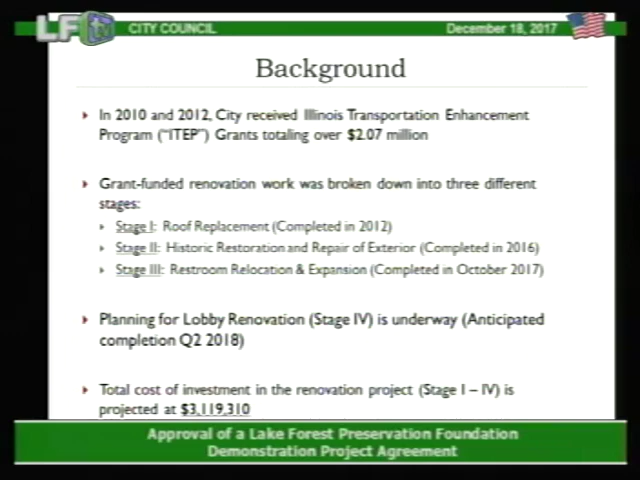 LF tv
CITY COUNCIL
December 18, 2017
Background
In 2010 and 2012, City received Illinois Transportation Enhancement
Program ("ITEP") Grants totaling over $2.07 million
Grant-funded renovation work was broken down into three different
stages:
Stage I: Roof Replacement (Completed in 2012)
Stage II: Historic Restoration and Repair of Exterior (Completed in 2016)
Stage III: Restroom Relocation & Expansion (Completed in October 2017)
Planning for Lobby Renovation (Stage IV) is underway (Anticipated
completion Q2 2018)
Total cost of investment in the renovation project (Stage I – IV) is
projected at $3,119,310
Approval of a Lake Forest Preservation Foundation
Demonstration Project Agreement